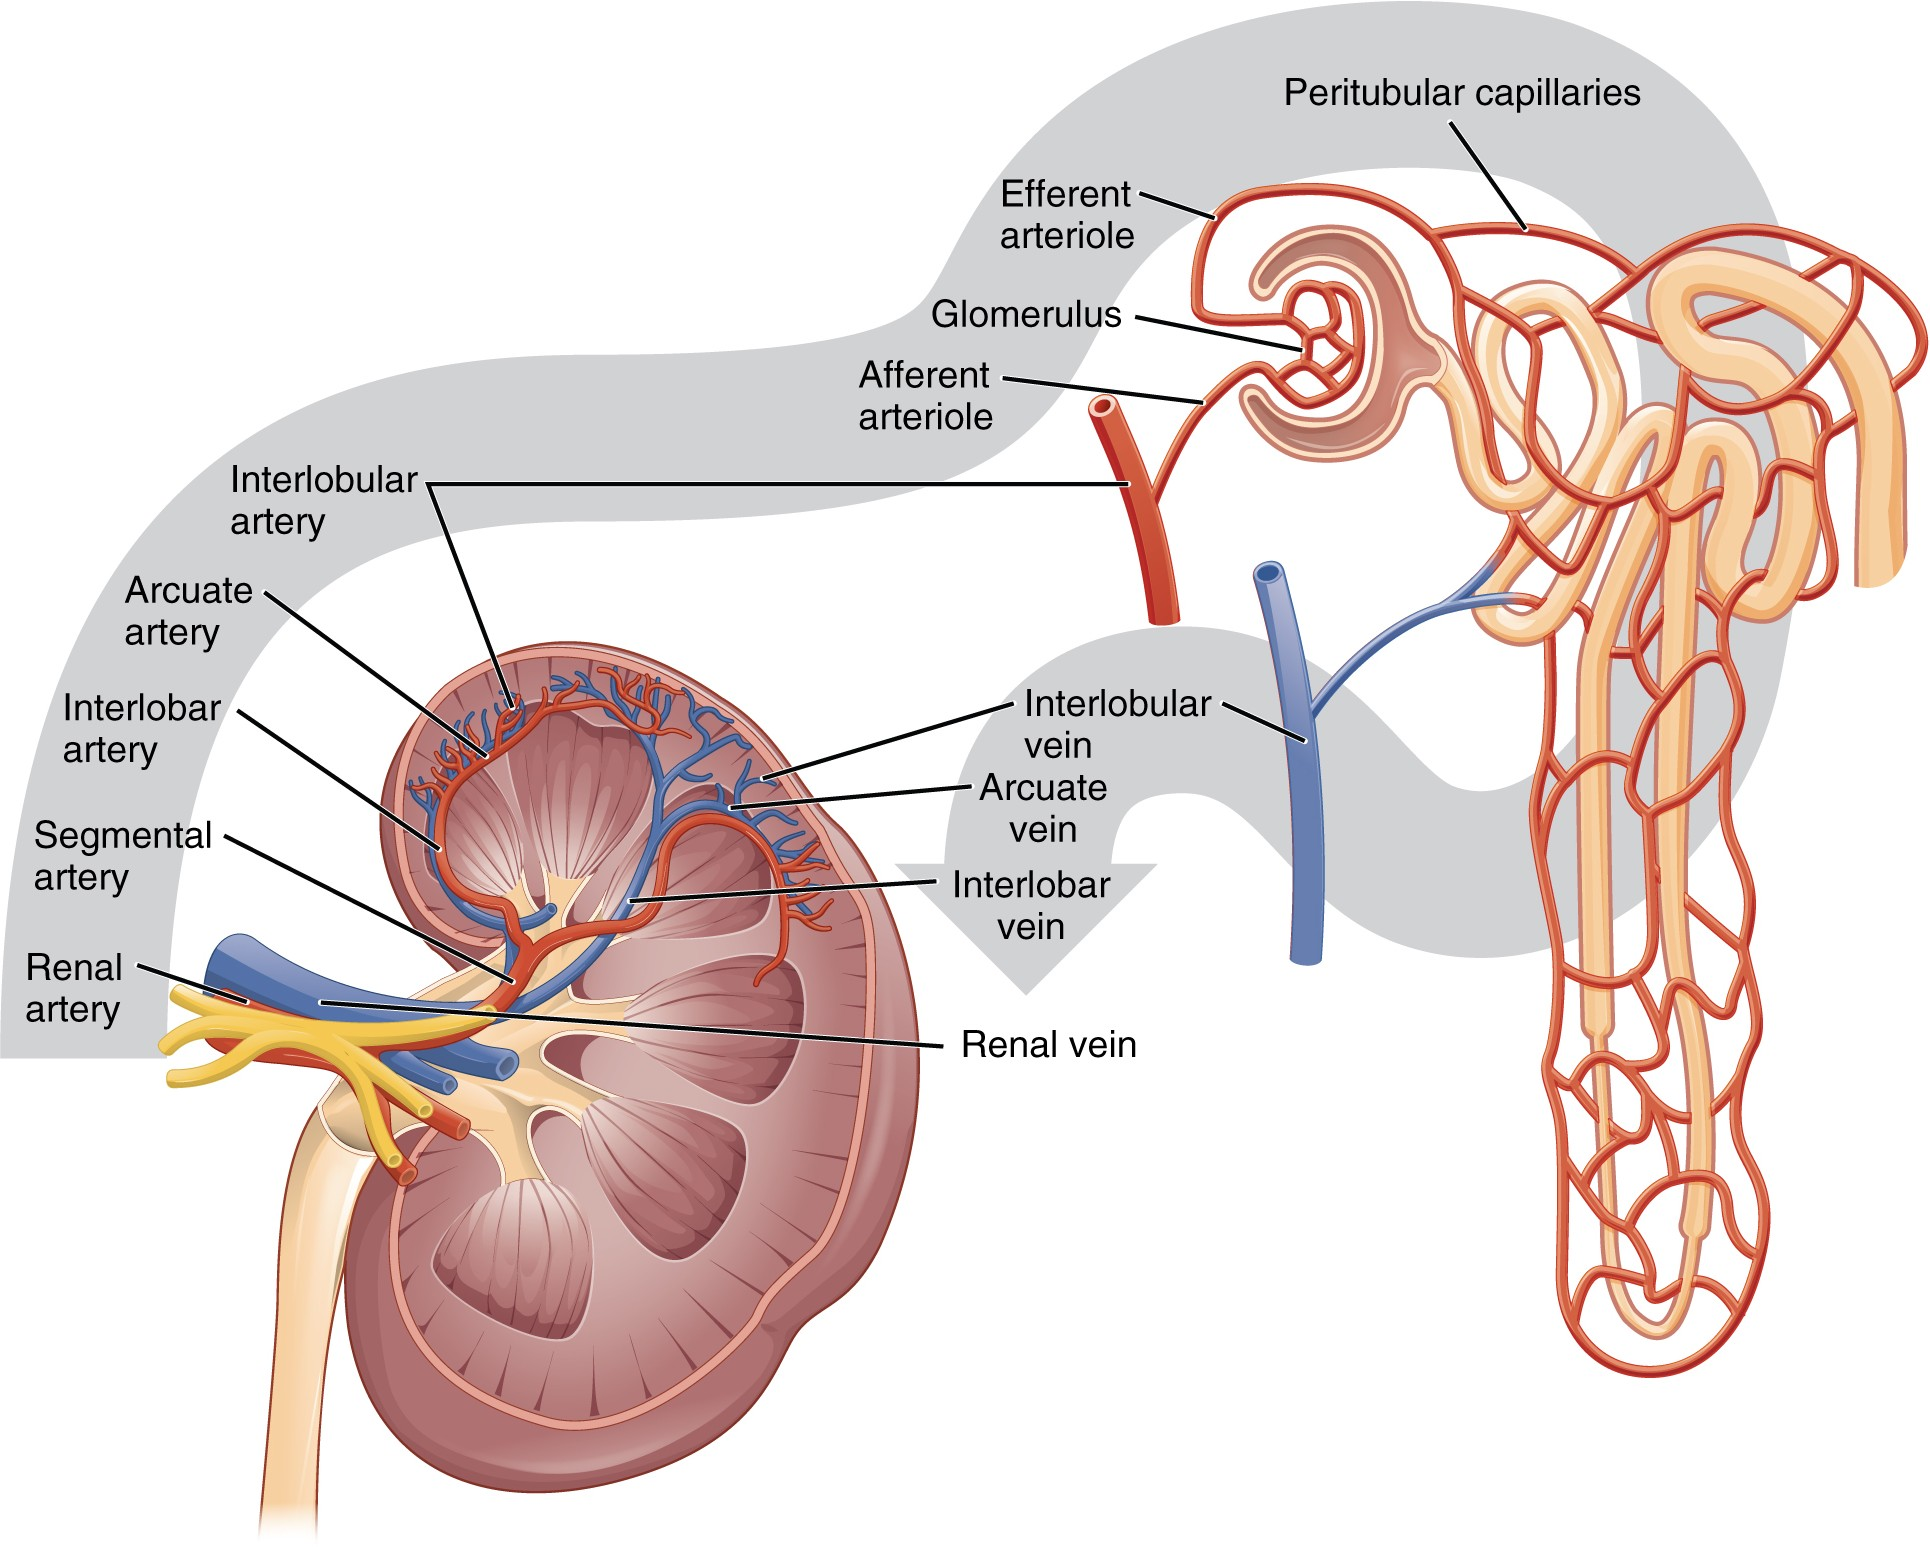 Peritubular capillaries
Efferent
arteriole
Glomerulus
Afferent
arteriole
Interlobular
artery
Arcuate
artery
Interlobar
artery
Segmental
artery
Renal
artery
Interlobular
vein
Arcuate
vein
Interlobar
vein
Renal vein